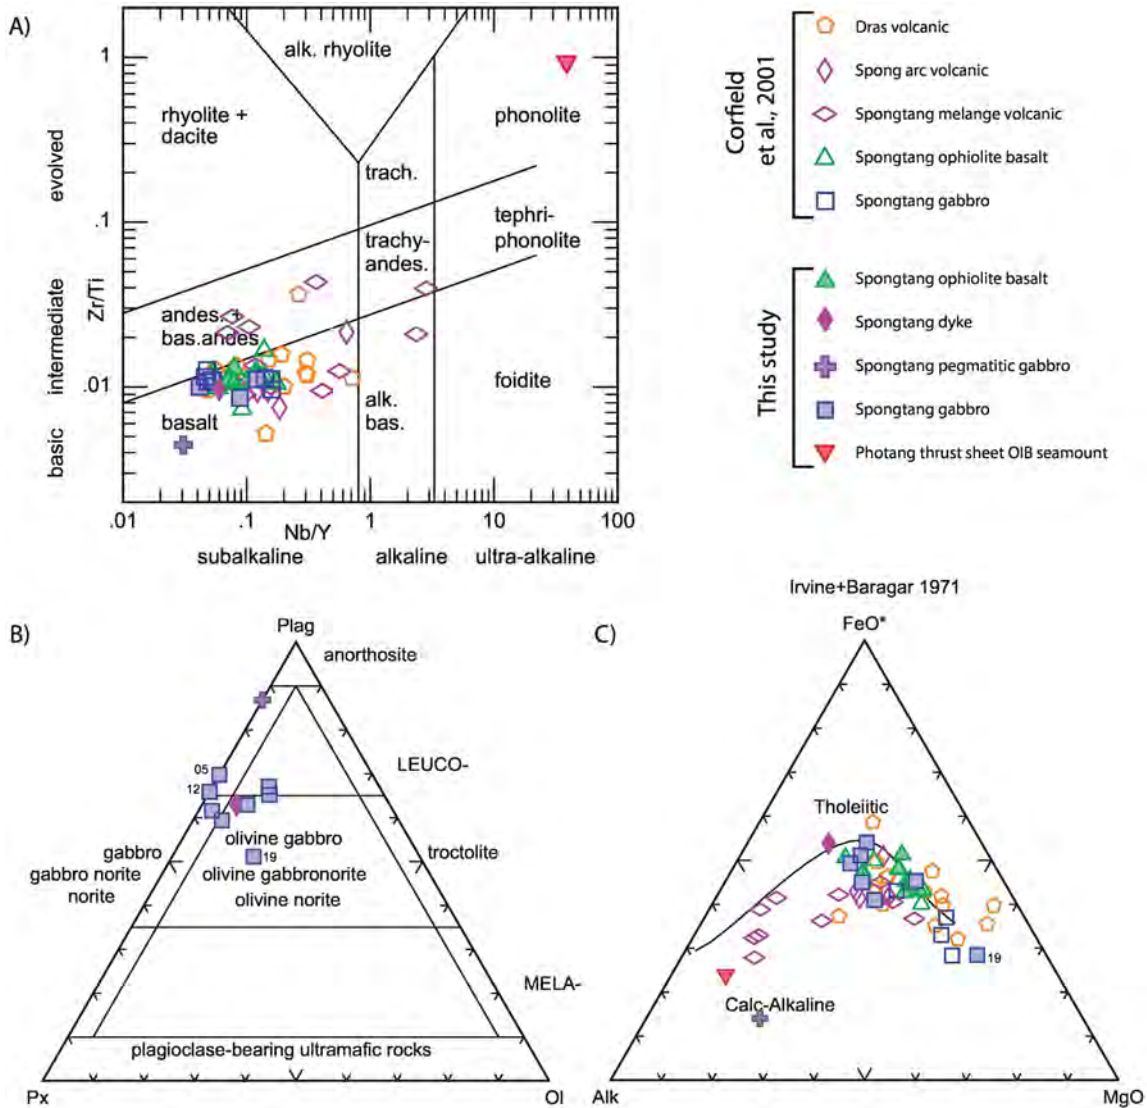 A)
evolved
intermediate
basic
Zr/Ti
1
.1
.01
alk. rhyolite
rhyolite +
dacite
phonolite
trach.
tephri-
phonolite
trachy-
andes.
andes. +
bas.andes
foidite
basalt
alk.
bas.
.01
.1
1
10
100
Nb/Y
subalkaline
alkaline
ultra-alkaline
Corfield
et al., 2001
Dras volcanic
Spong arc volcanic
Spongtang melange volcanic
Spongtang ophiolite basalt
Spongtang gabbro
This study
Spongtang ophiolite basalt
Spongtang dyke
Spongtang pegmatitic gabbro
Spongtang gabbro
Photang thrust sheet OIB seamount
B)
Plag
anorthosite
LEUCO-
05
12
olivine gabbro
19
gabbro
gabbro norite
norite
olivine gabbronorite
olivine norite
troctolite
MELA-
plagioclase-bearing ultramafic rocks
Px
Ol
Irvine+Baragar 1971
C)
FeO*
Tholeiitic
19
Calc-Alkaline
Alk
MgO